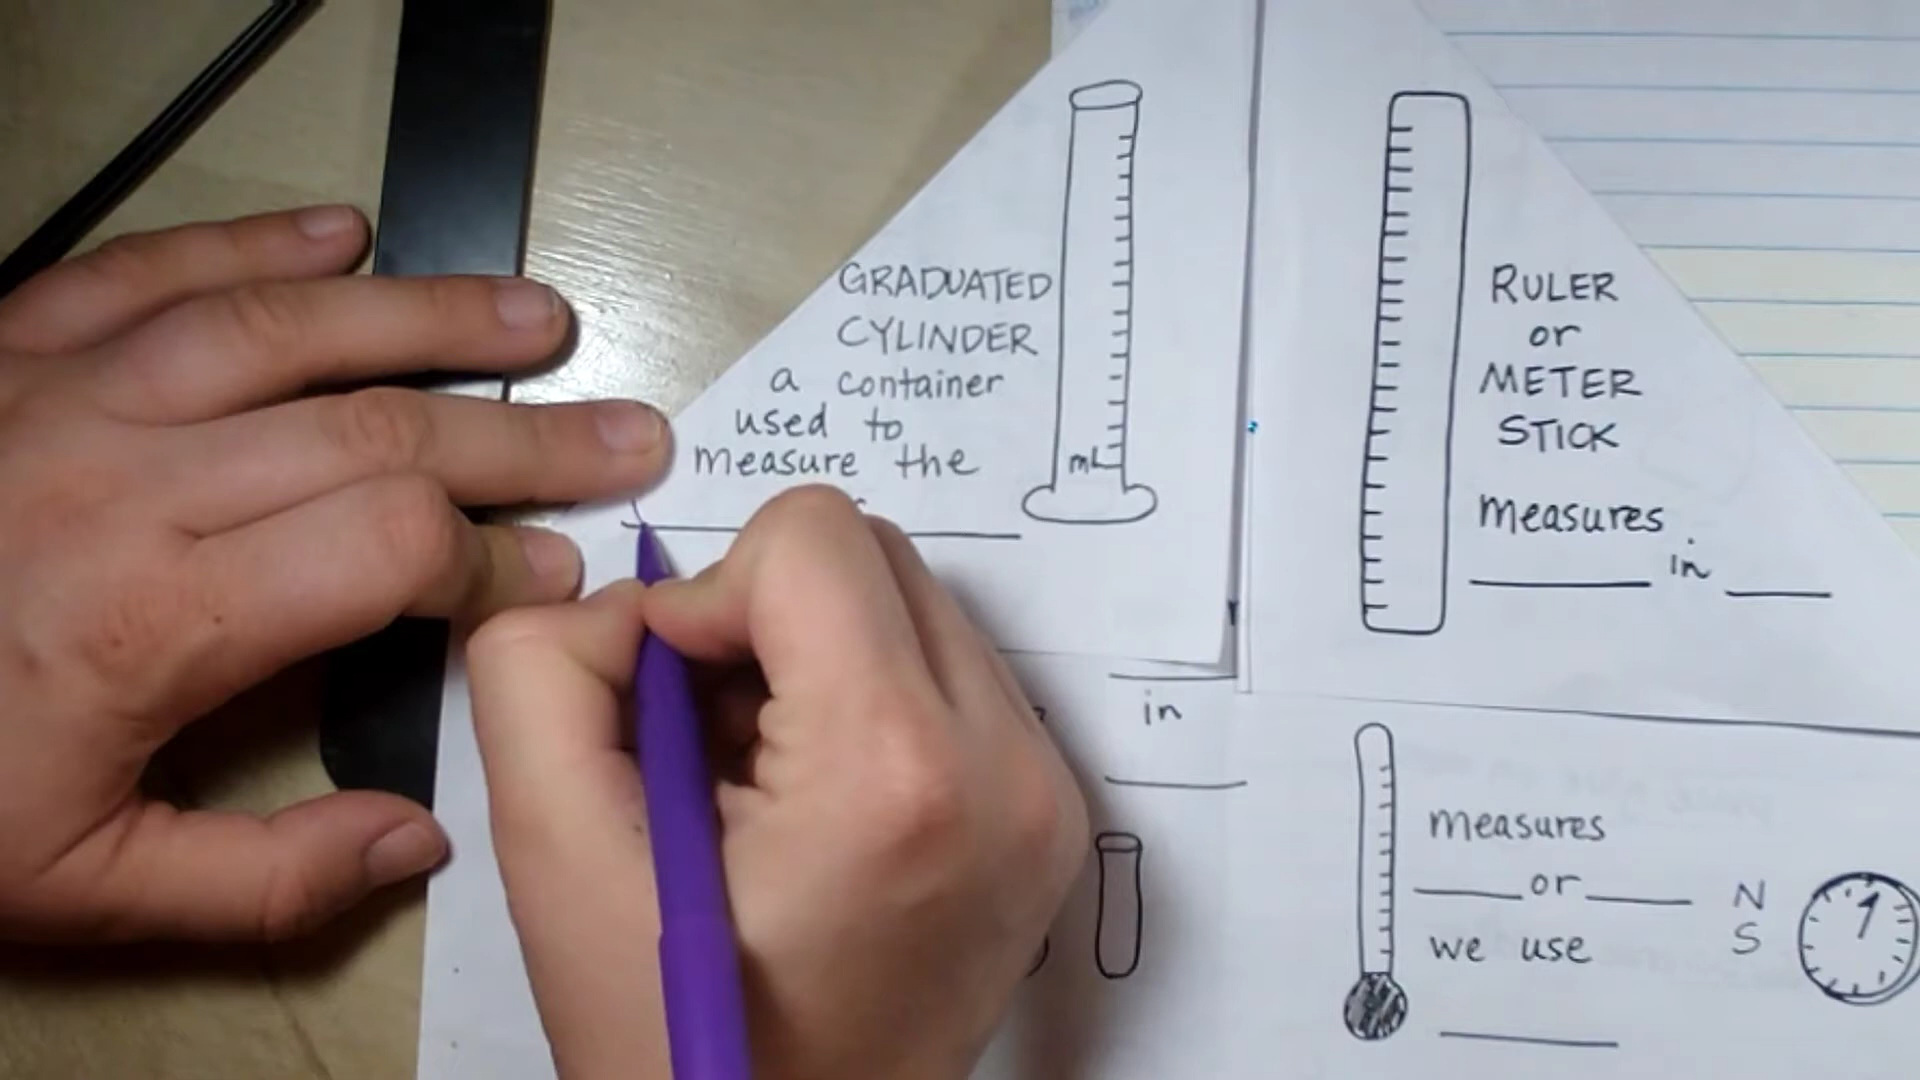 GRADUATED
CYLINDER
a container
used to
measure the
mL
RULER
or
METER
STICK
measures
in
in
measures
or
we use
N
S